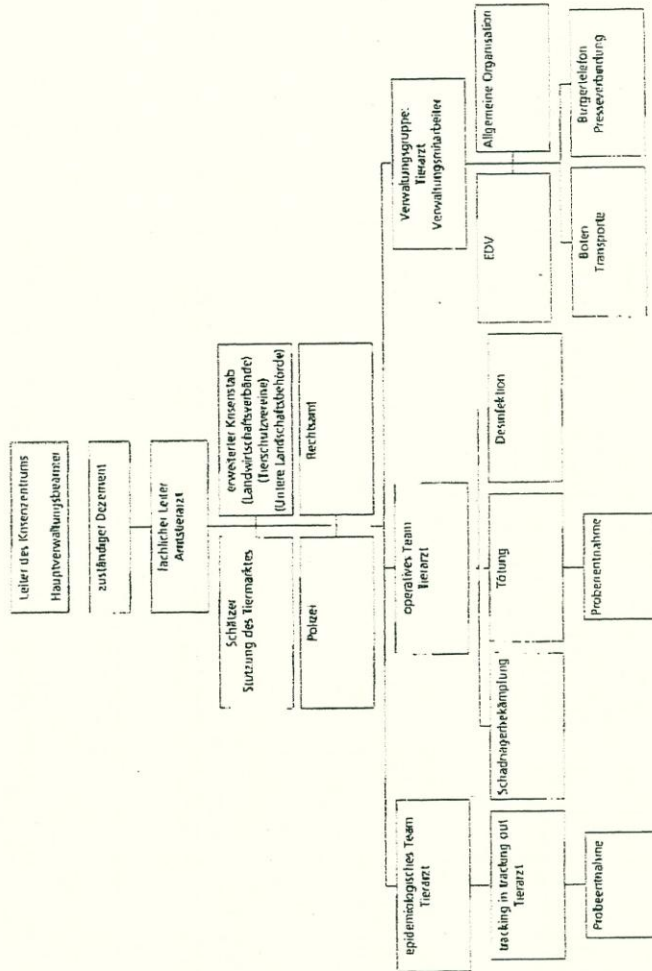 Leiter des Krisenzentrums
Hauptverwaltungsbeamter
zuständiger Dezernent
fachlicher Leiter
Amtstierarzt
Schätzer
Stützung des Tiermarktes
erweiterter Krisenstab
(Landwirtschaftsverbände)
(Tierschutzvereine)
(Untere Landschaftsbehörde)
Polizei
Rechtsamt
epidemiologisches Team
Tierarzt
operatives Team
Tierarzt
Verwaltungsgruppe:
Tierarzt
Verwaltungsmitarbeiter
tracking in tracking out
Tierarzt
Schadnagerbekämpfung
Tötung
Desinfektion
EDV
Allgemeine Organisation
Probeentnahme
Probenentnahme
Boten
Transporte
Bürgertelefon
Presseverbindung